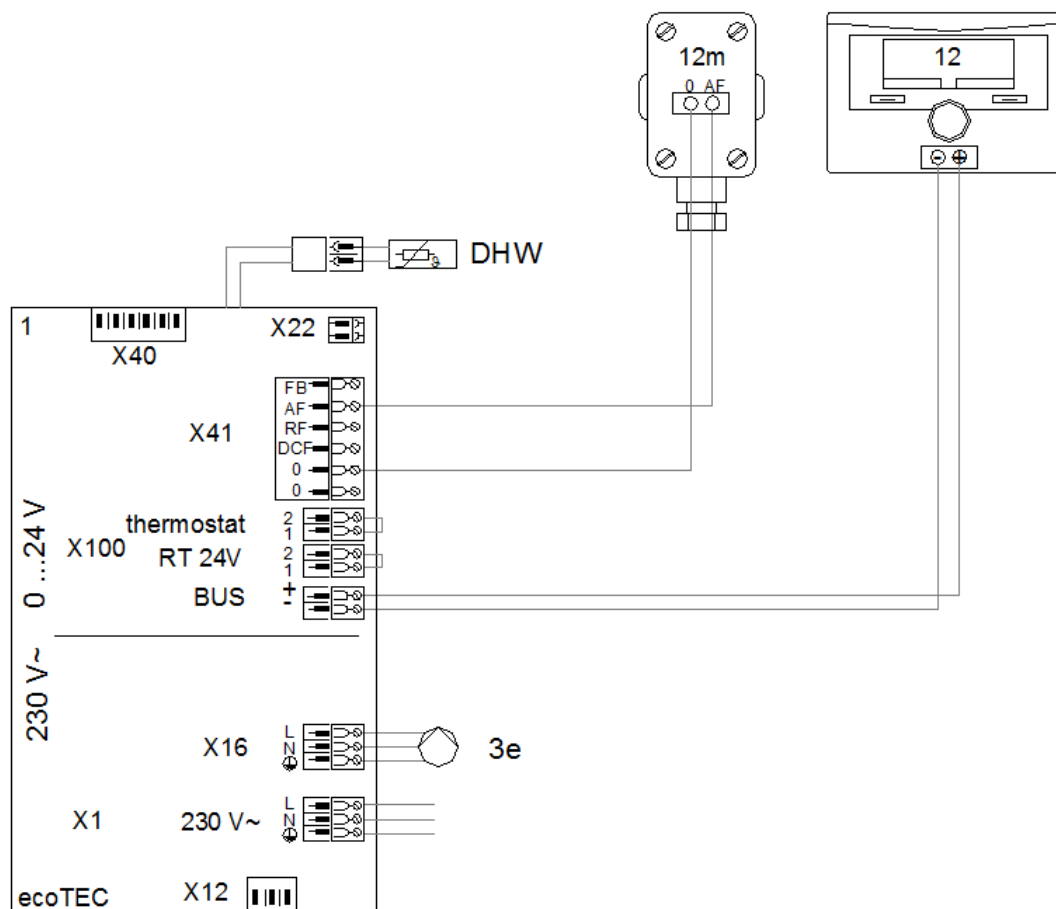 12m
12
0 AF
- +
DHW
1
X22
X40
FB
AF
X41
RF
DCF
0
0
0 ...24 V
thermostat
2
1
X100
RT 24V
2
1
BUS
+
-
230 V~
X16
L
N
3e
X1
230 V~
L
N
ecoTEC
X12